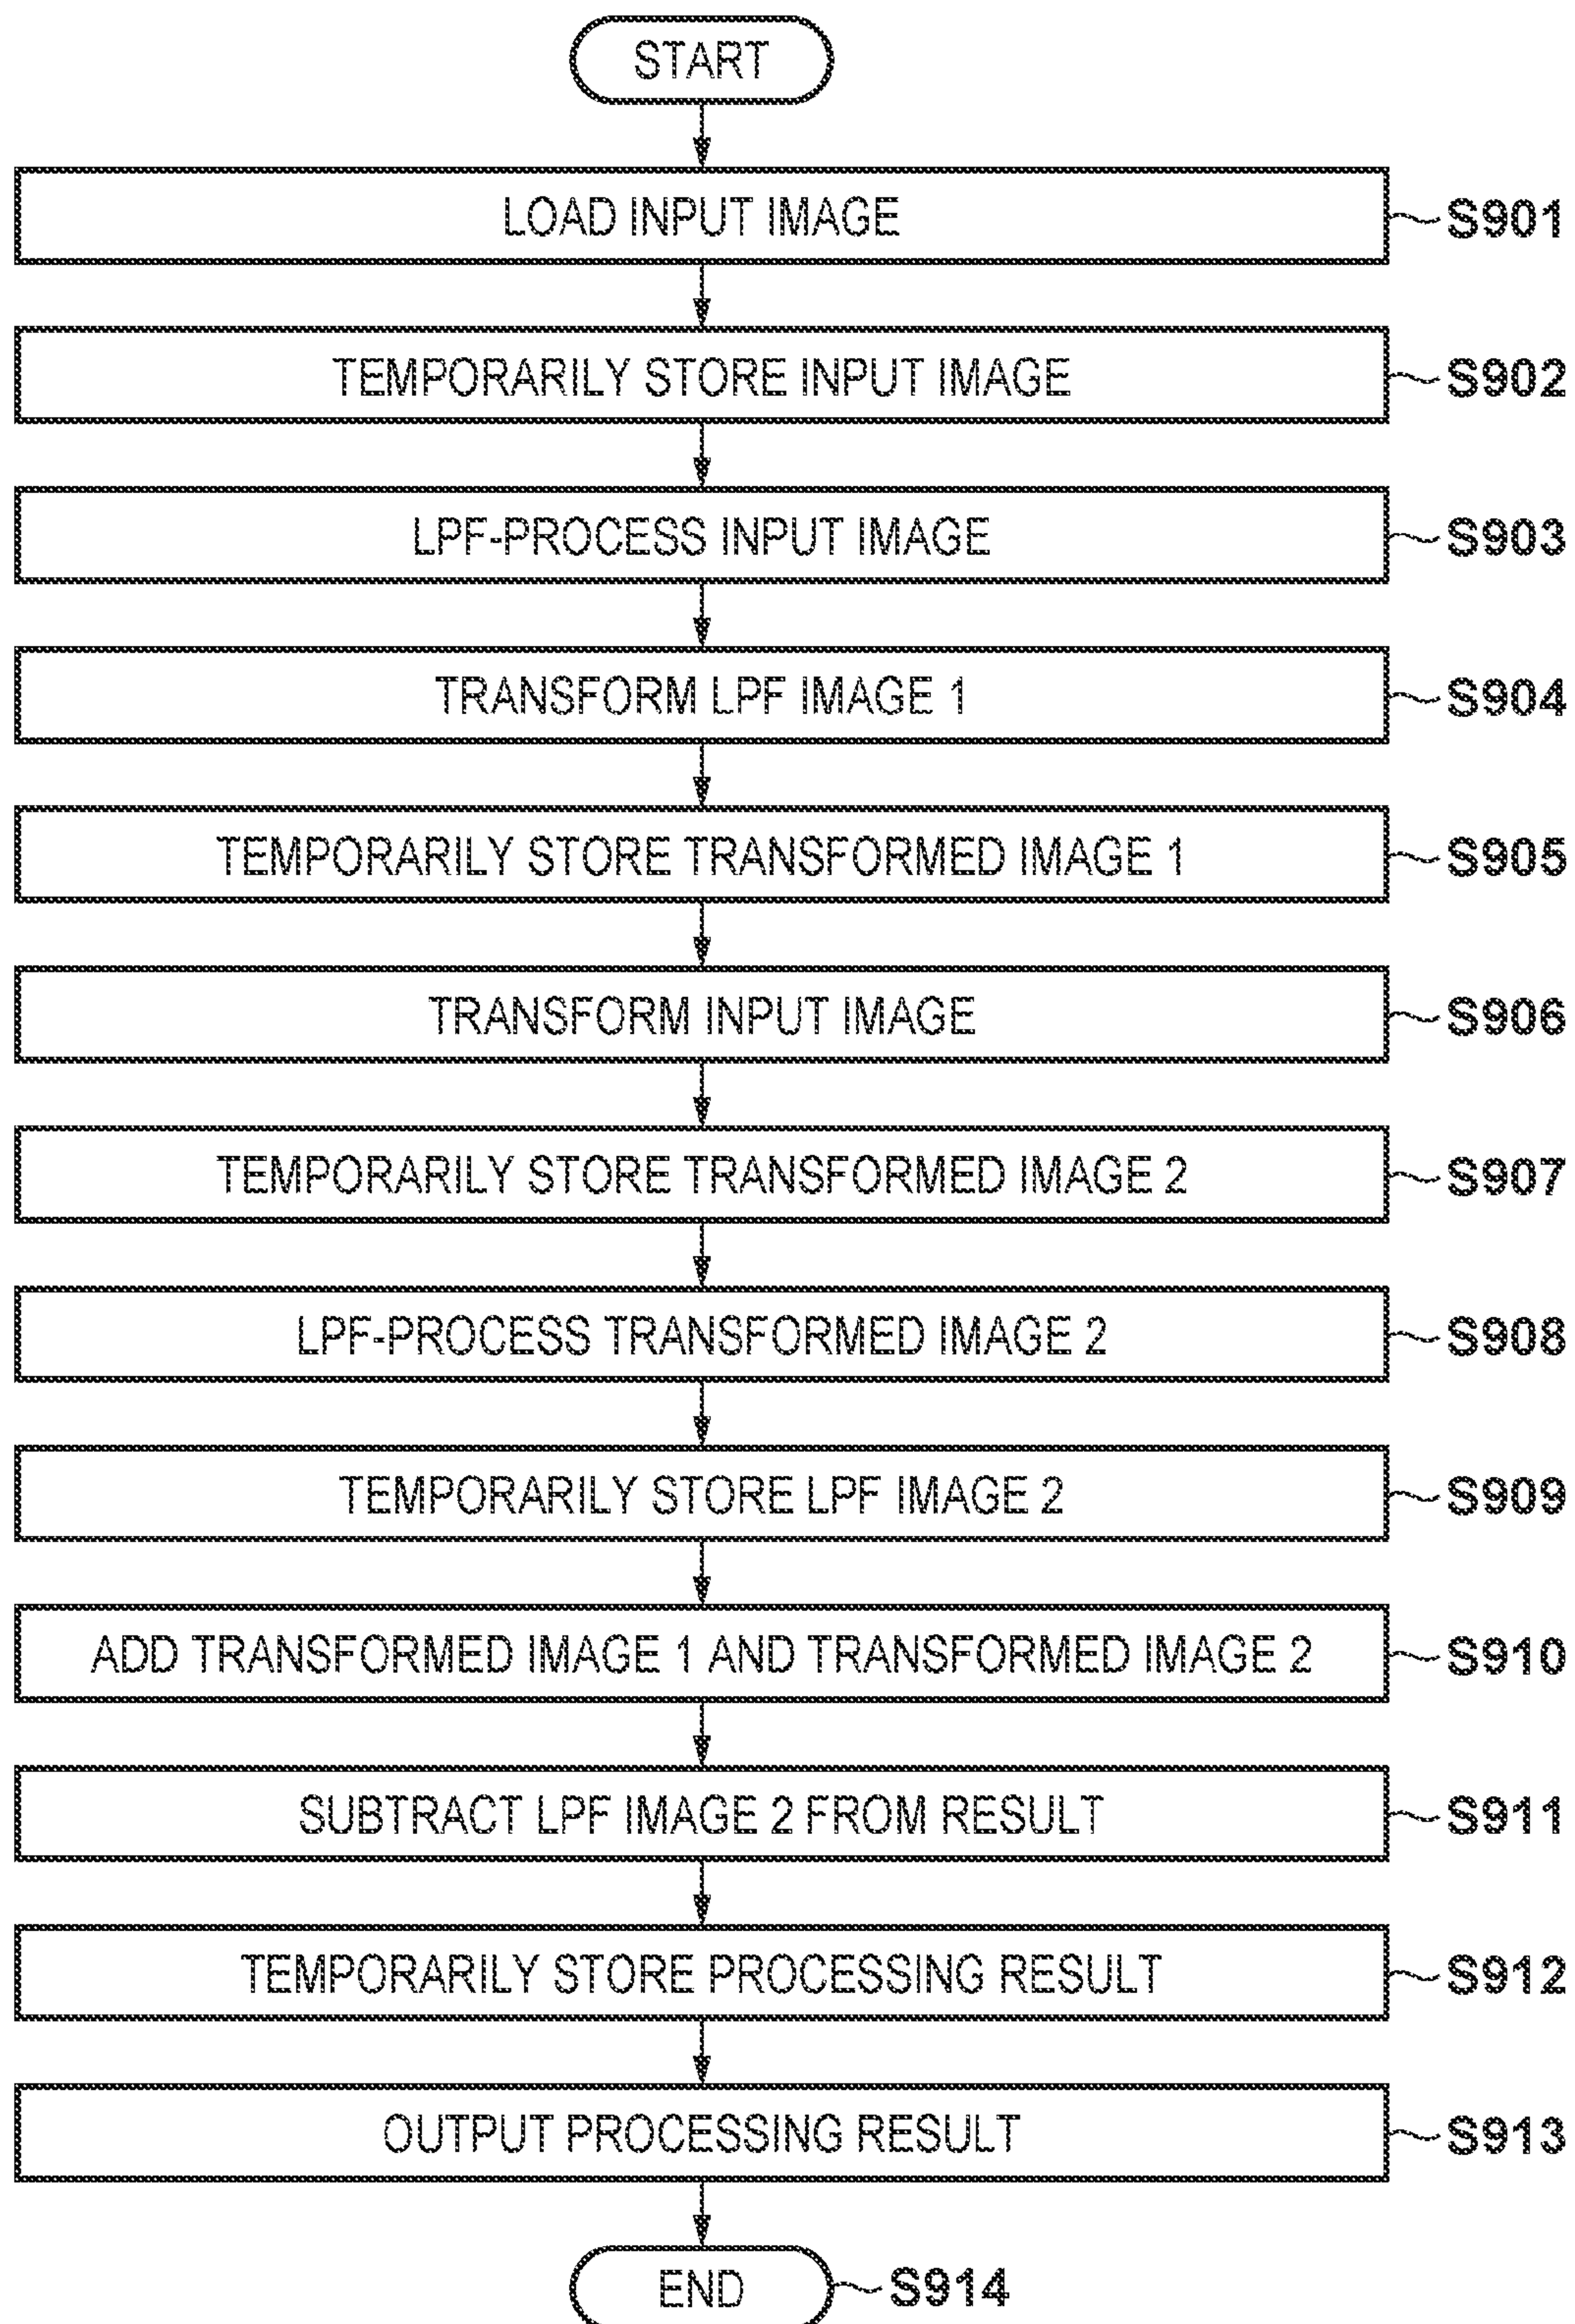 START
LOAD INPUT IMAGE S901
TEMPORARILY STORE INPUT IMAGE S902
LPF-PROCESS INPUT IMAGE S903
TRANSFORM LPF IMAGE 1 S904
TEMPORARILY STORE TRANSFORMED IMAGE 1 S905
TRANSFORM INPUT IMAGE S906
TEMPORARILY STORE TRANSFORMED IMAGE 2 S907
LPF-PROCESS TRANSFORMED IMAGE 2 S908
TEMPORARILY STORE LPF IMAGE 2 S909
ADD TRANSFORMED IMAGE 1 AND TRANSFORMED IMAGE 2 S910
SUBTRACT LPF IMAGE 2 FROM RESULT S911
TEMPORARILY STORE PROCESSING RESULT S912
OUTPUT PROCESSING RESULT S913
END S914